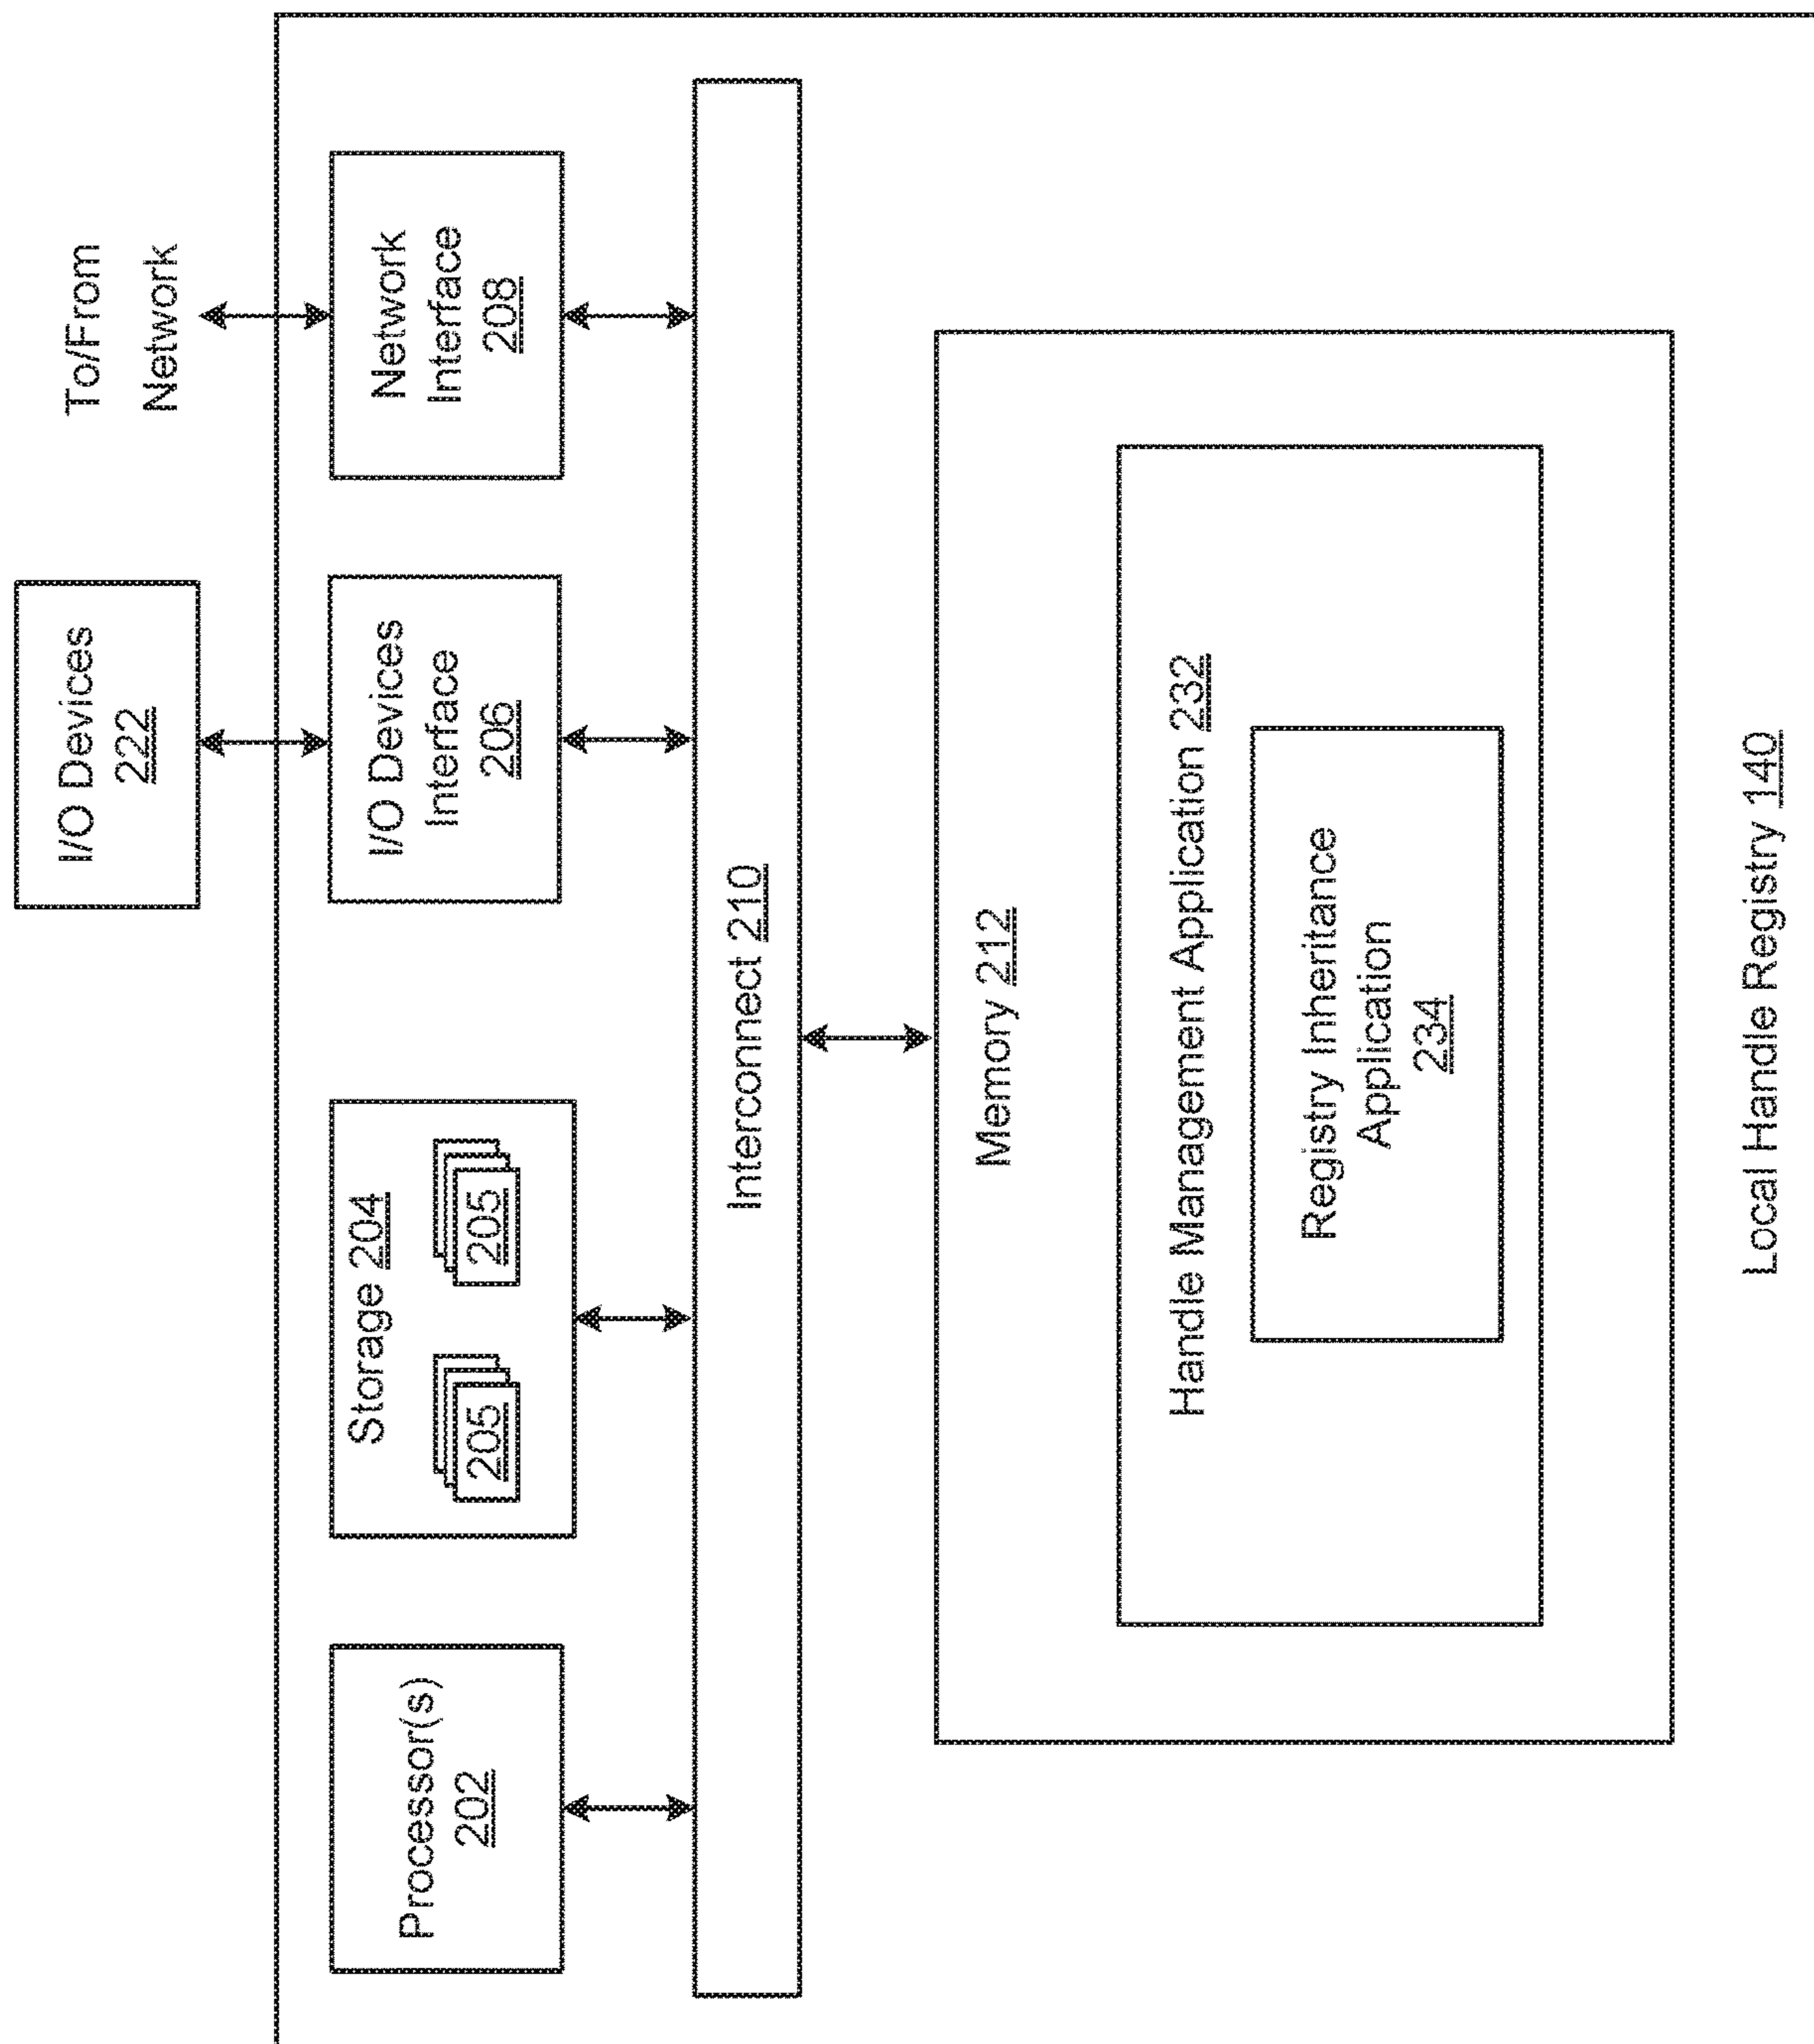 I/O Devices
222
To/From
Network
Processor(s)
202
Storage 204
205
205
I/O Devices
Interface
206
Network
Interface
208
Interconnect 210
Memory 212
Handle Management Application 232
Registry Inheritance
Application
234
Local Handle Registry 140